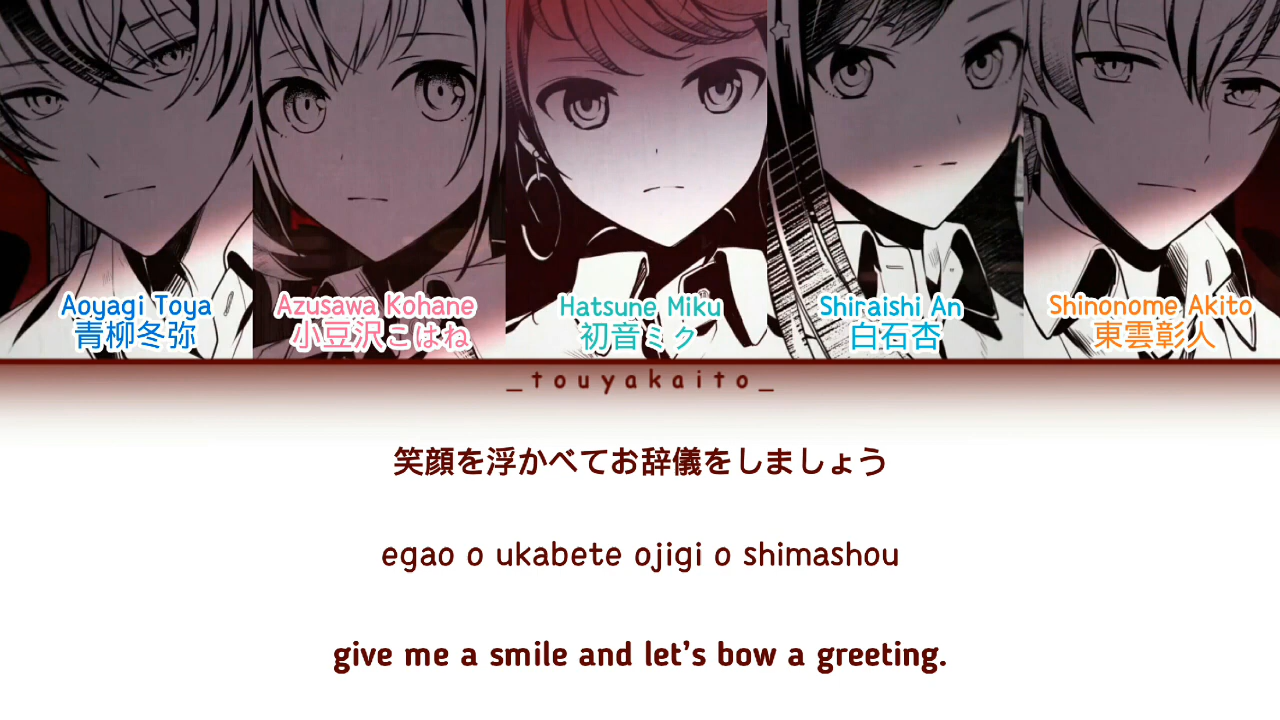 Aoyagi Toya
青柳冬弥
Azusawa Kohane
小豆沢こはね
Hatsune Miku
初音ミク
Shiraishi An
白石杏
Shinonome Akito
東雲彰人
_touyakaito_
笑顔を浮かべてお辞儀をしましょう
egao o ukabete ojigi o shimashou
give me a smile and let's bow a greeting.